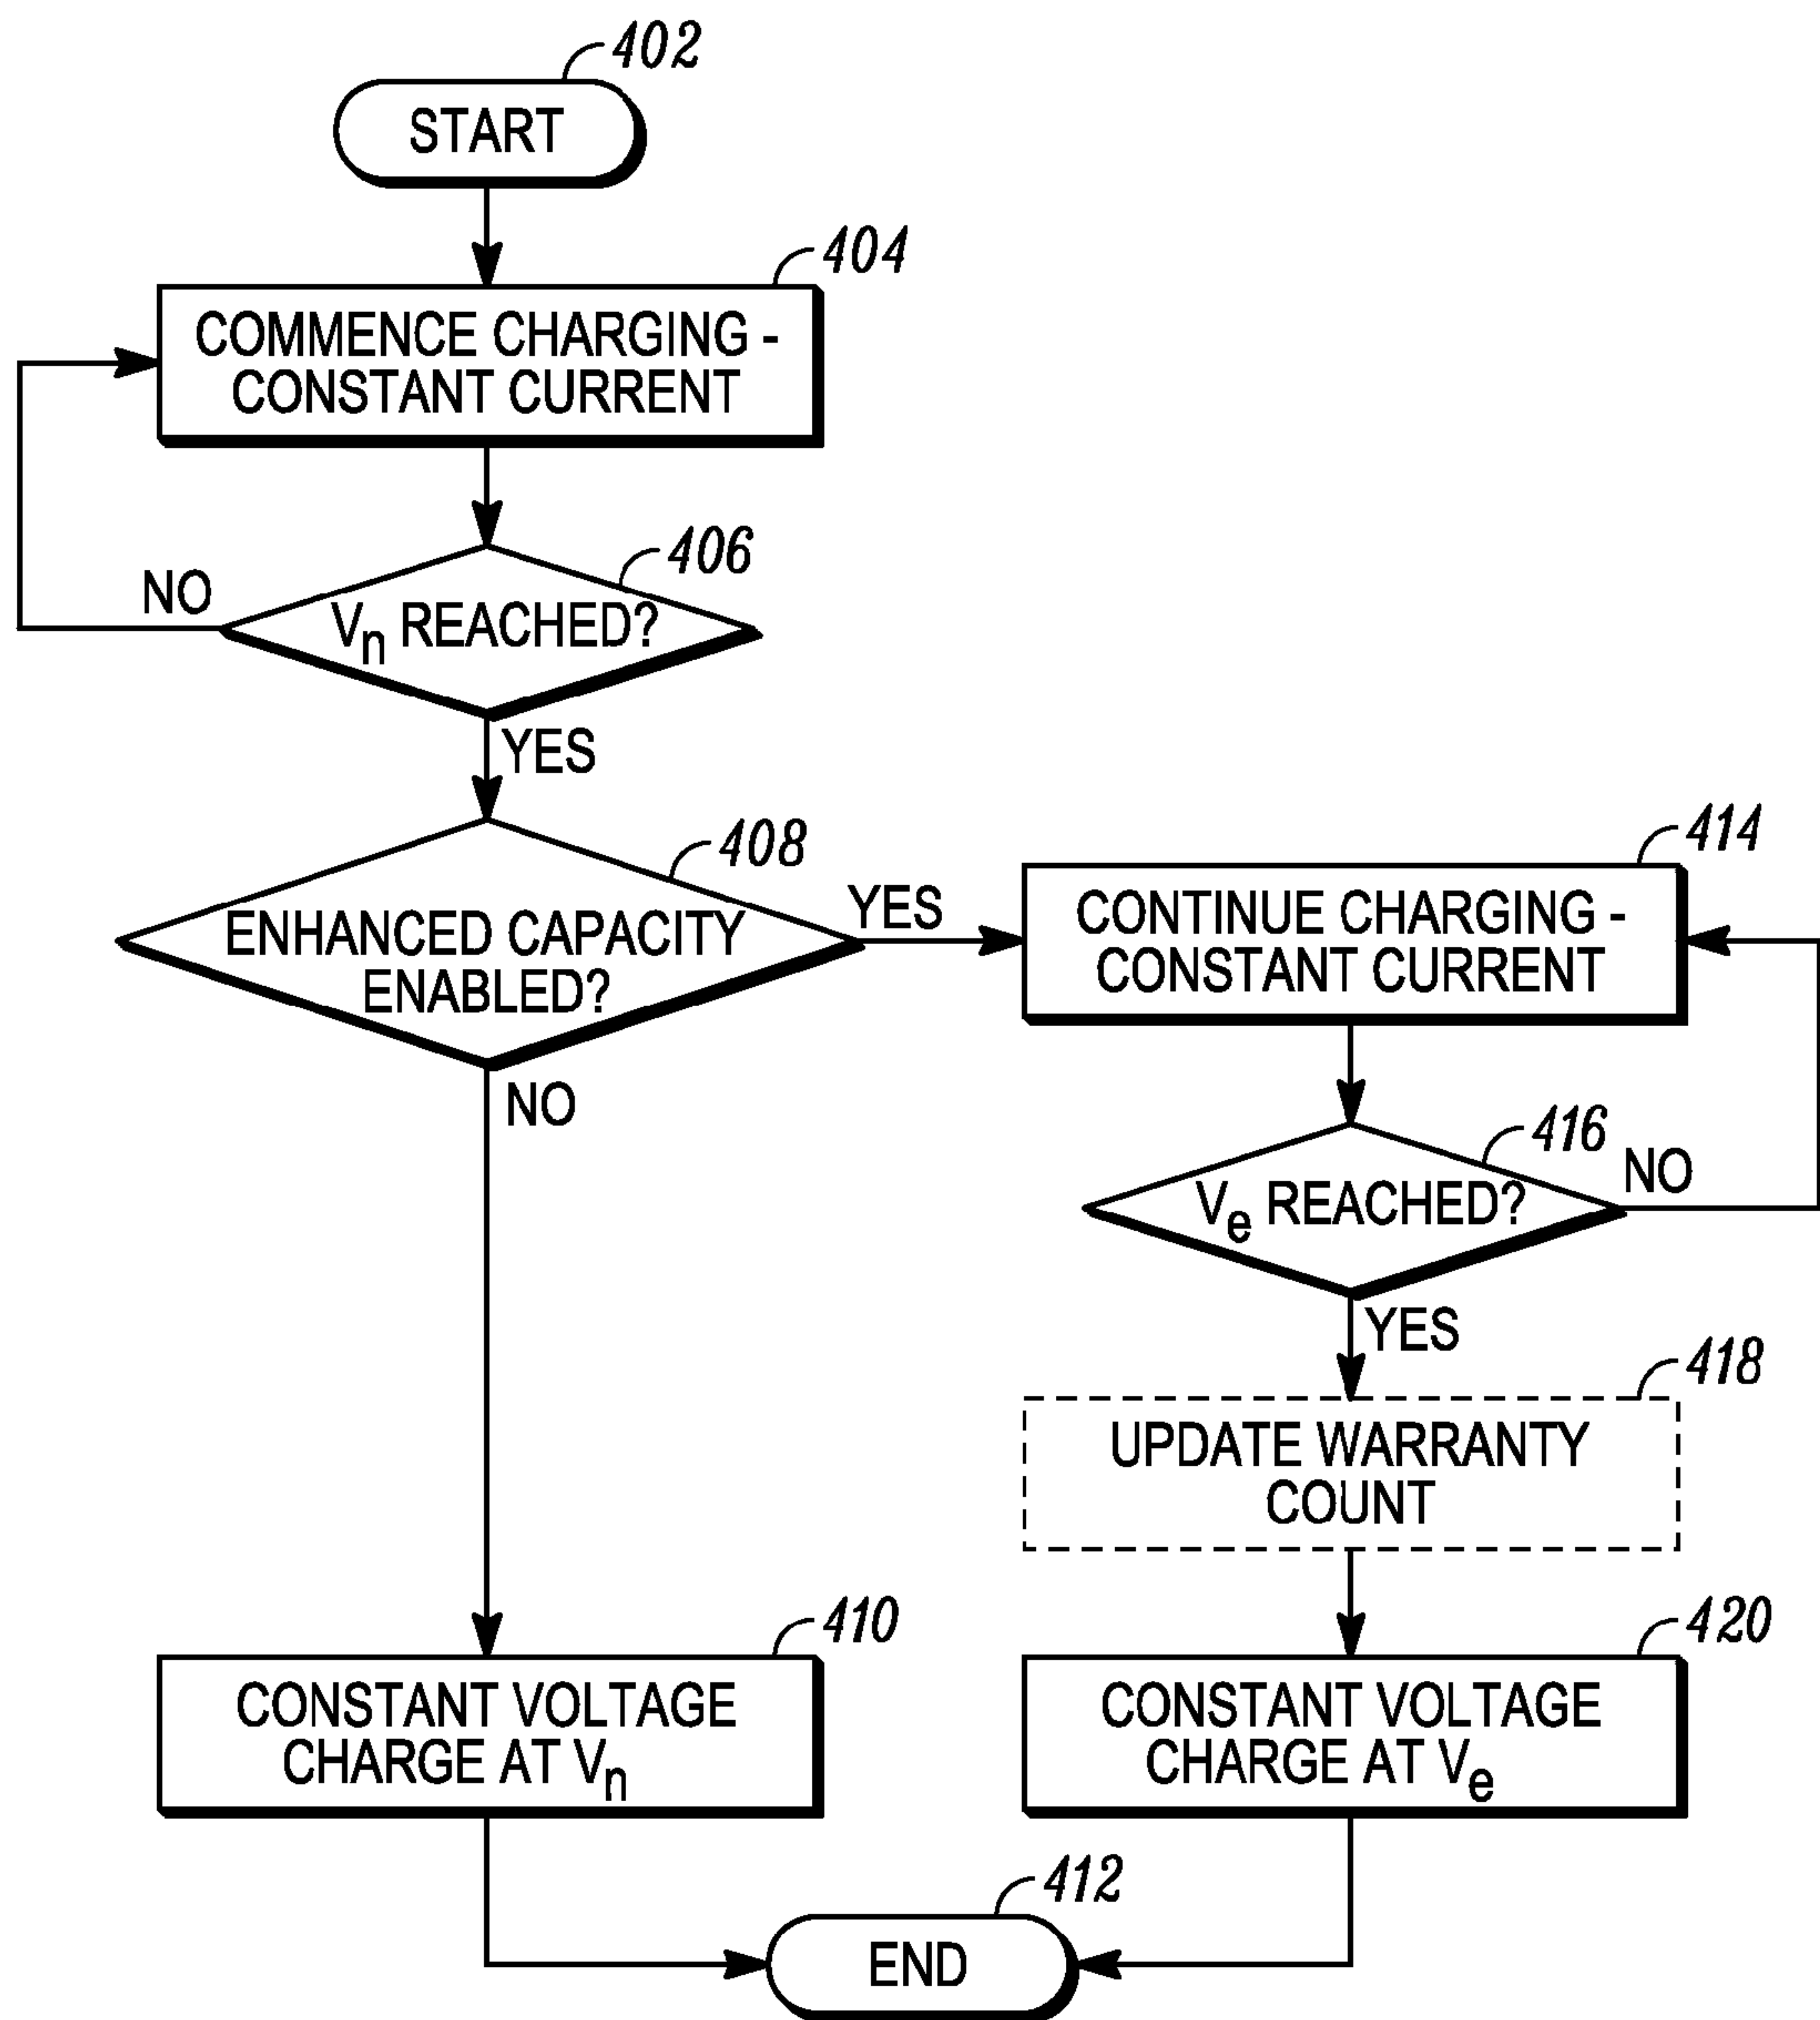 402
START
404
COMMENCE CHARGING -
CONSTANT CURRENT
406
NO
Vn REACHED?
YES
408
ENHANCED CAPACITY
ENABLED?
YES
NO
414
CONTINUE CHARGING -
CONSTANT CURRENT
416
NO
Ve REACHED?
YES
418
UPDATE WARRANTY
COUNT
410
CONSTANT VOLTAGE
CHARGE AT Vn
420
CONSTANT VOLTAGE
CHARGE AT Ve
412
END